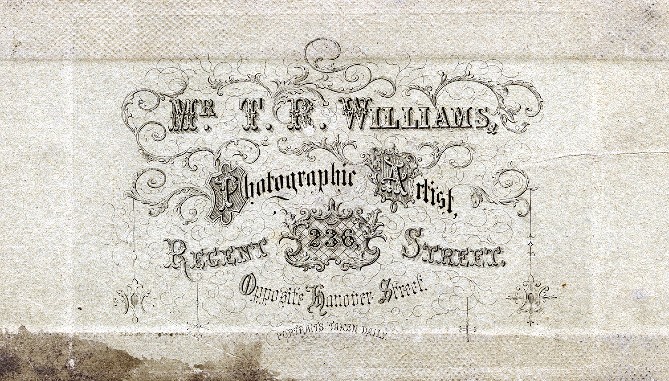 Mr. T. R. Williams,
Photographic Artist,
Regent 236 Street.
Opposite Hanover Street.
Portraits Taken Daily.